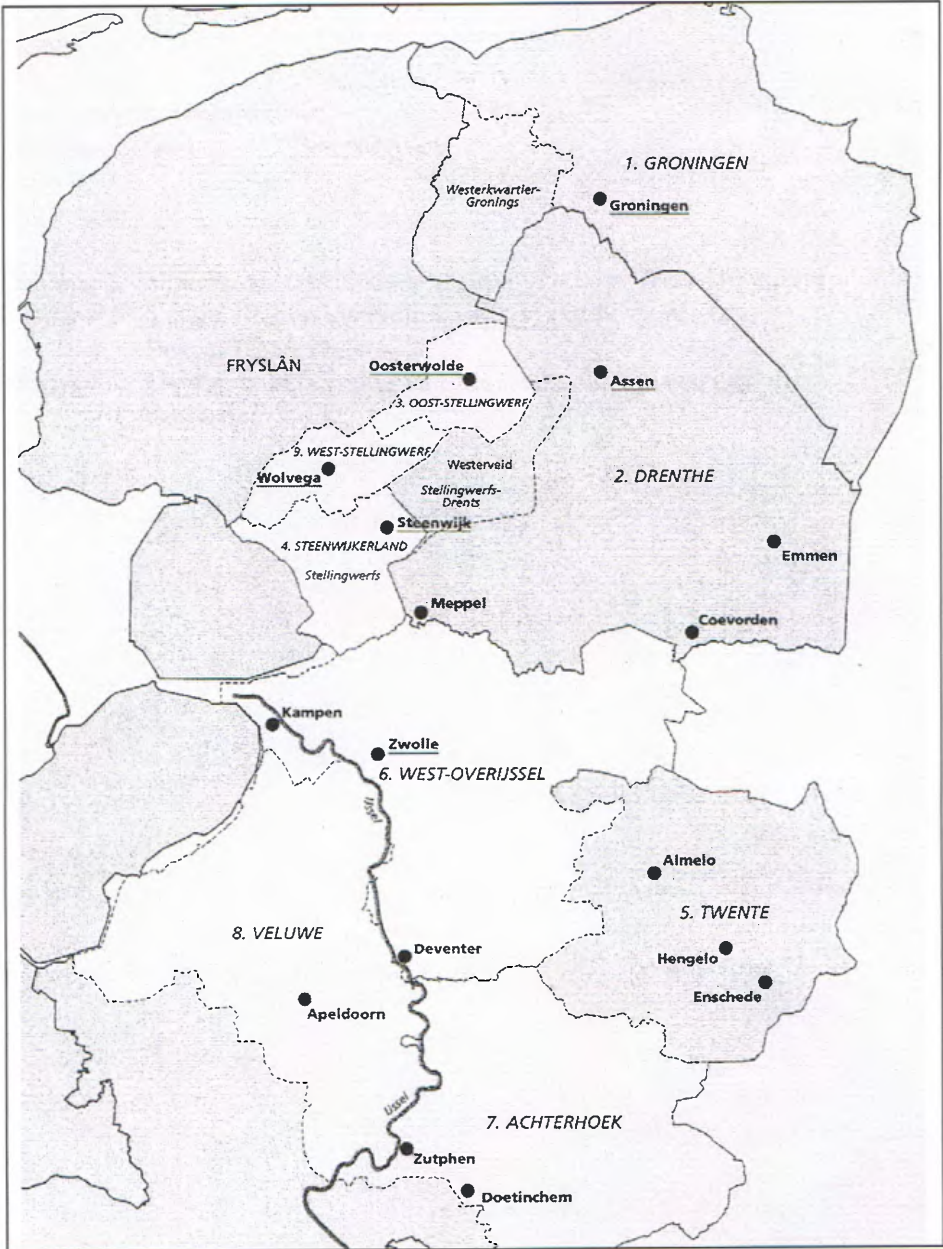 1. GRONINGEN
Westerkwartier-
Gronings
Groningen
FRYSLÂN
Oosterwolde
Assen
3. OOST-STELLINGWERF
9. WEST-STELLINGWERF
Wolvega
Westerveld
Stellingwerfs-
Drents
2. DRENTHE
Steenwijk
4. STEENWIJKERLAND
Stellingwerfs
Emmen
Meppel
Coevorden
Kampen
Zwolle
6. WEST-OVERIJSSEL
IJssel
Almelo
5. TWENTE
8. VELUWE
Deventer
Hengelo
Enschede
Apeldoorn
IJssel
7. ACHTERHOEK
Zutphen
Doetinchem